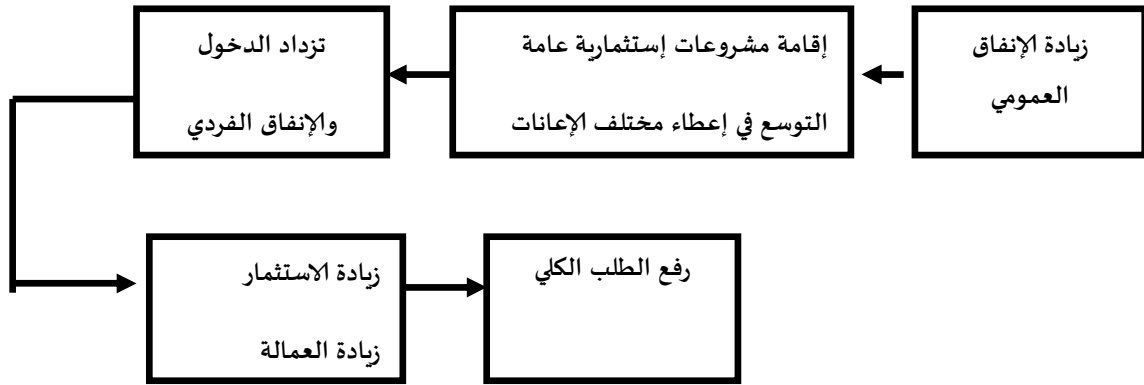 زيادة الإنفاق
العمومي
إقامة مشروعات إستثمارية عامة
التوسع في إعطاء مختلف الإعانات
تزداد الدخول
والإنفاق الفردي
زيادة الاستثمار
زيادة العمالة
رفع الطلب الكلي